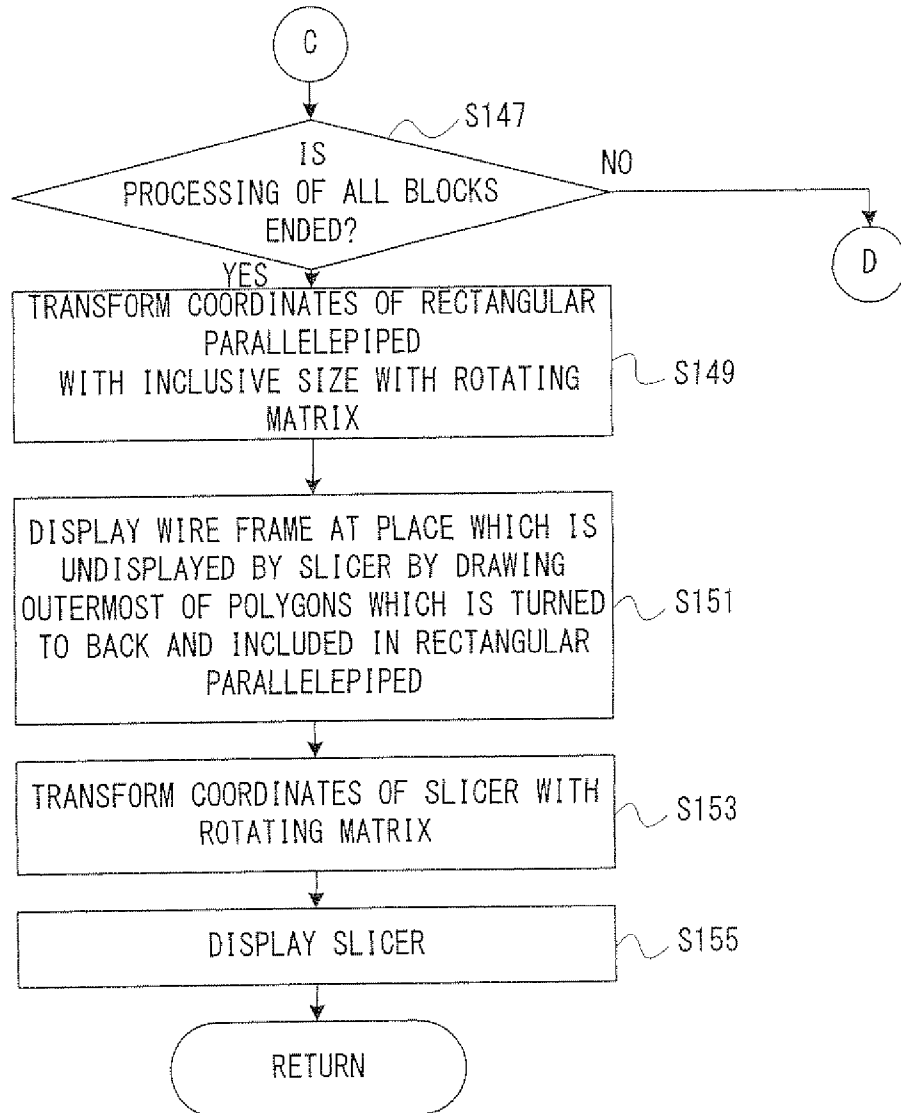 C
S147
IS
PROCESSING OF ALL BLOCKS
ENDED?
NO
D
YES
TRANSFORM COORDINATES OF RECTANGULAR
PARALLELEPIPED
WITH INCLUSIVE SIZE WITH ROTATING
MATRIX
S149
DISPLAY WIRE FRAME AT PLACE WHICH IS
UNDISPLAYED BY SLICER BY DRAWING
OUTERMOST OF POLYGONS WHICH IS TURNED
TO BACK AND INCLUDED IN RECTANGULAR
PARALLELEPIPED
S151
TRANSFORM COORDINATES OF SLICER WITH
ROTATING MATRIX
S153
DISPLAY SLICER
S155
RETURN